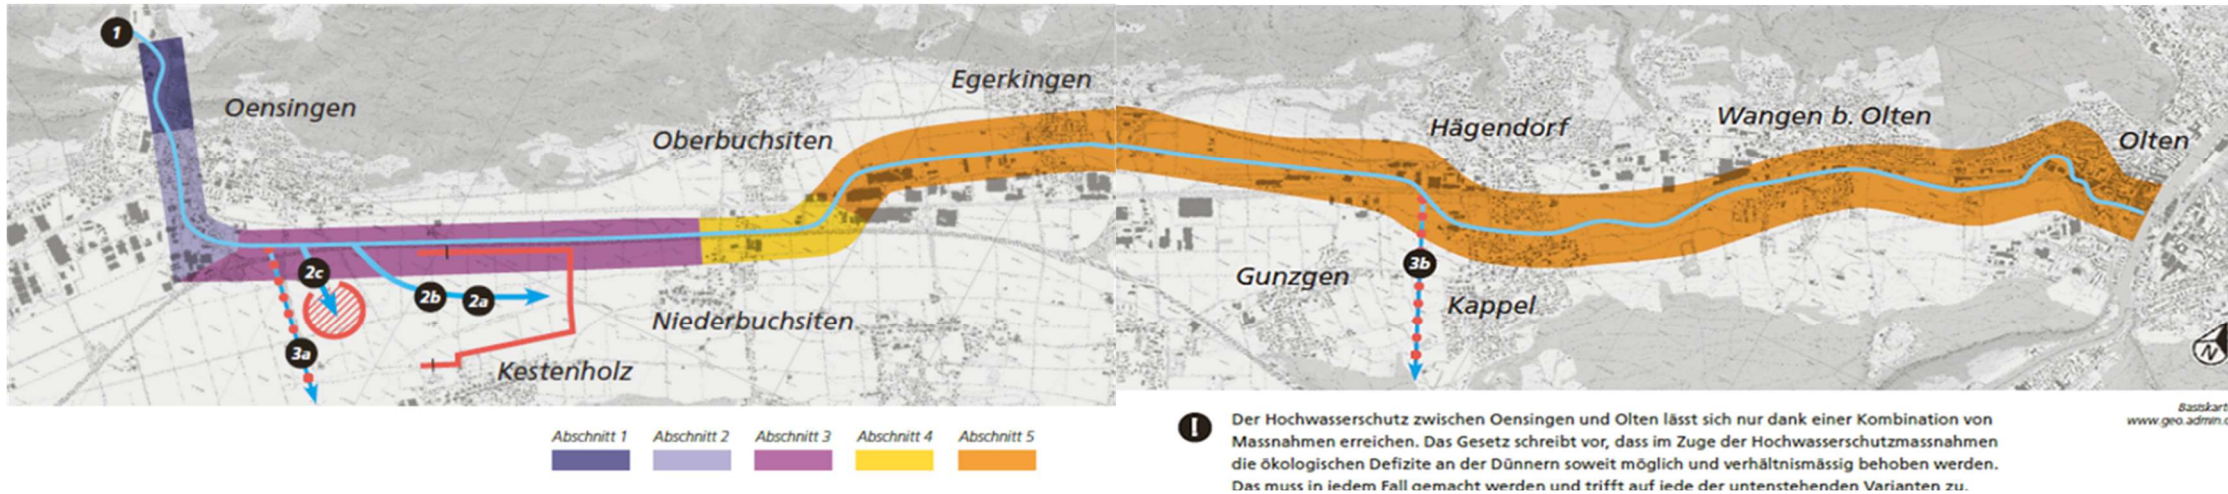 1
Oensingen
Egerkingen
Oberbuchsiten
Hägendorf
Wangen b. Olten
Olten
2c
2b
2a
3a
3b
Niederbuchsiten
Kestenholz
Gunzgen
Kappel
N
Abschnitt 1
Abschnitt 2
Abschnitt 3
Abschnitt 4
Abschnitt 5
!
Der Hochwasserschutz zwischen Oensingen und Olten lässt sich nur dank einer Kombination von
Massnahmen erreichen. Das Gesetz schreibt vor, dass im Zuge der Hochwasserschutzmassnahmen
die ökologischen Defizite an der Dünnern soweit möglich und verhältnismässig behoben werden.
Das muss in jedem Fall gemacht werden und trifft auf jede der untenstehenden Varianten zu.
Basiskart
www.geo.admin.c